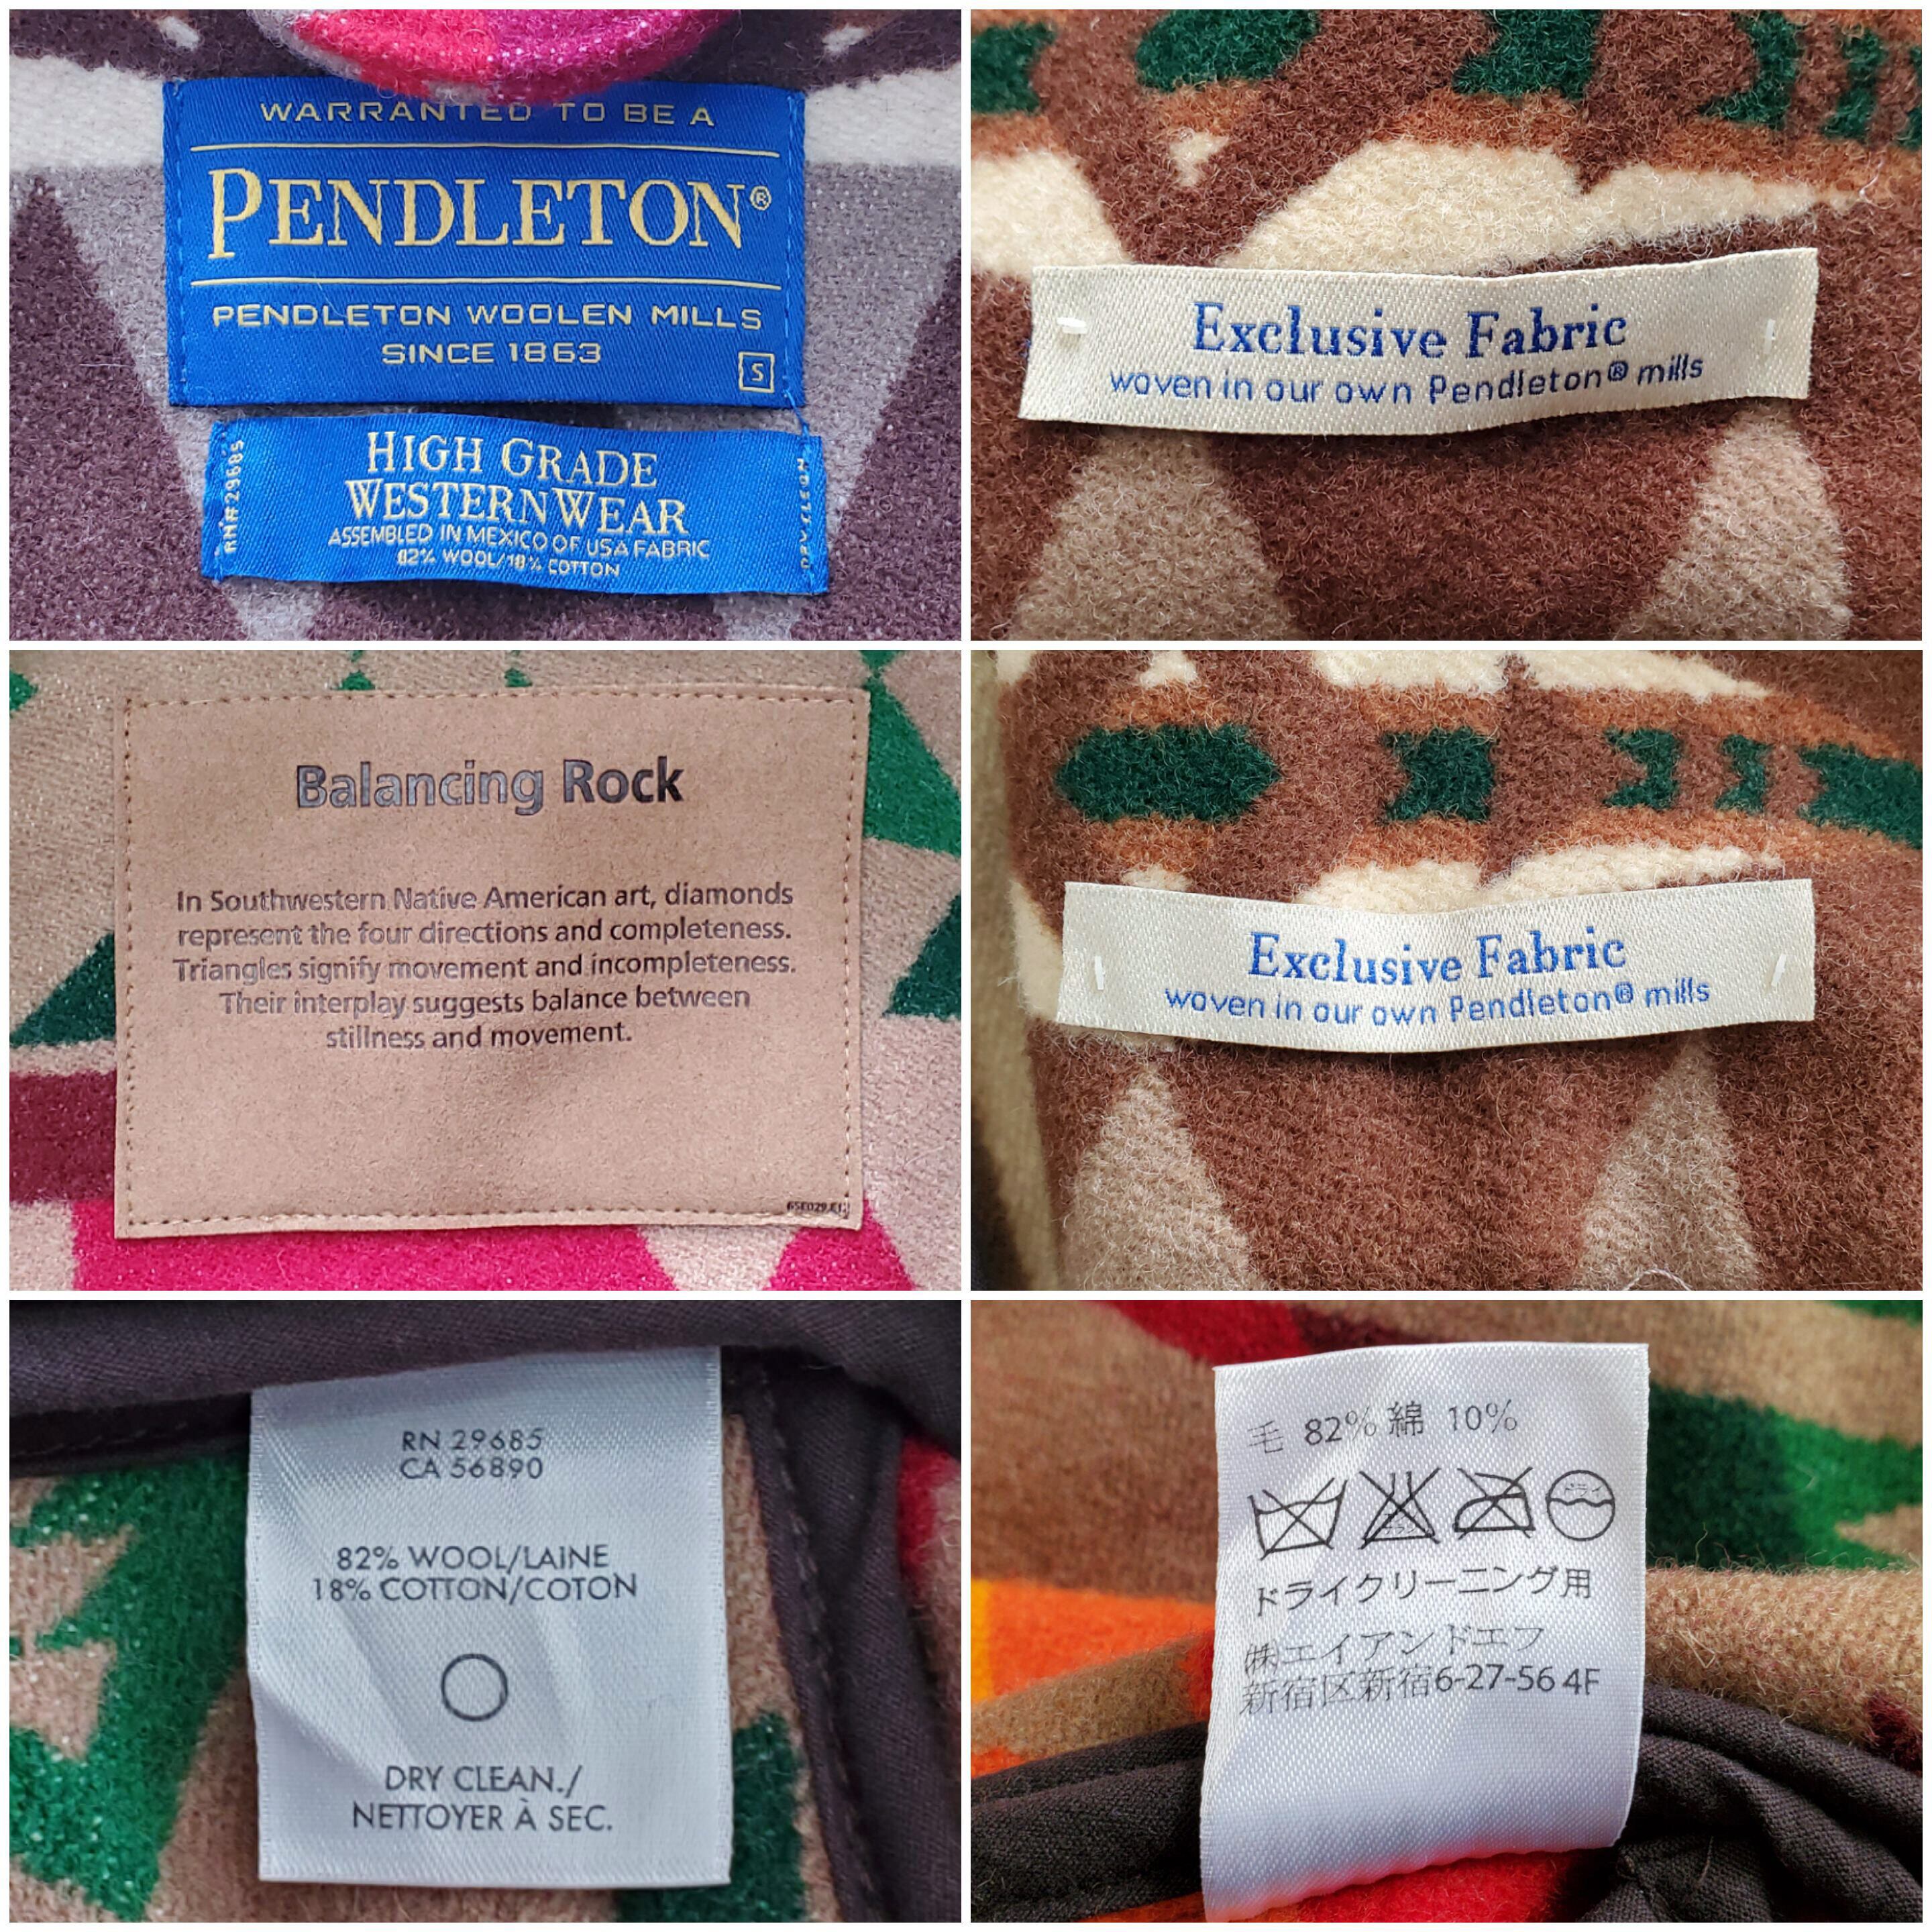 WARRANTED TO BE A
PENDLETON®
PENDLETON WOOLEN MILLS
SINCE 1863
S
RN#29685
HIGH GRADE
WESTERN WEAR
ASSEMBLED IN MEXICO OF USA FABRIC
82% WOOL/18% COTTON
Exclusive Fabric
woven in our own Pendleton® mills
Balancing Rock
In Southwestern Native American art, diamonds
represent the four directions and completeness.
Triangles signify movement and incompleteness.
Their interplay suggests balance between
stillness and movement.
Exclusive Fabric
woven in our own Pendleton® mills
RN 29685
CA 56890
82% WOOL/LAINE
18% COTTON/COTON
DRY CLEAN./
NETTOYER À SEC.
毛 82% 綿 10%
ドライ
ドライクリーニング用
㈱エイアンドエフ
新宿区新宿6-27-56 4F